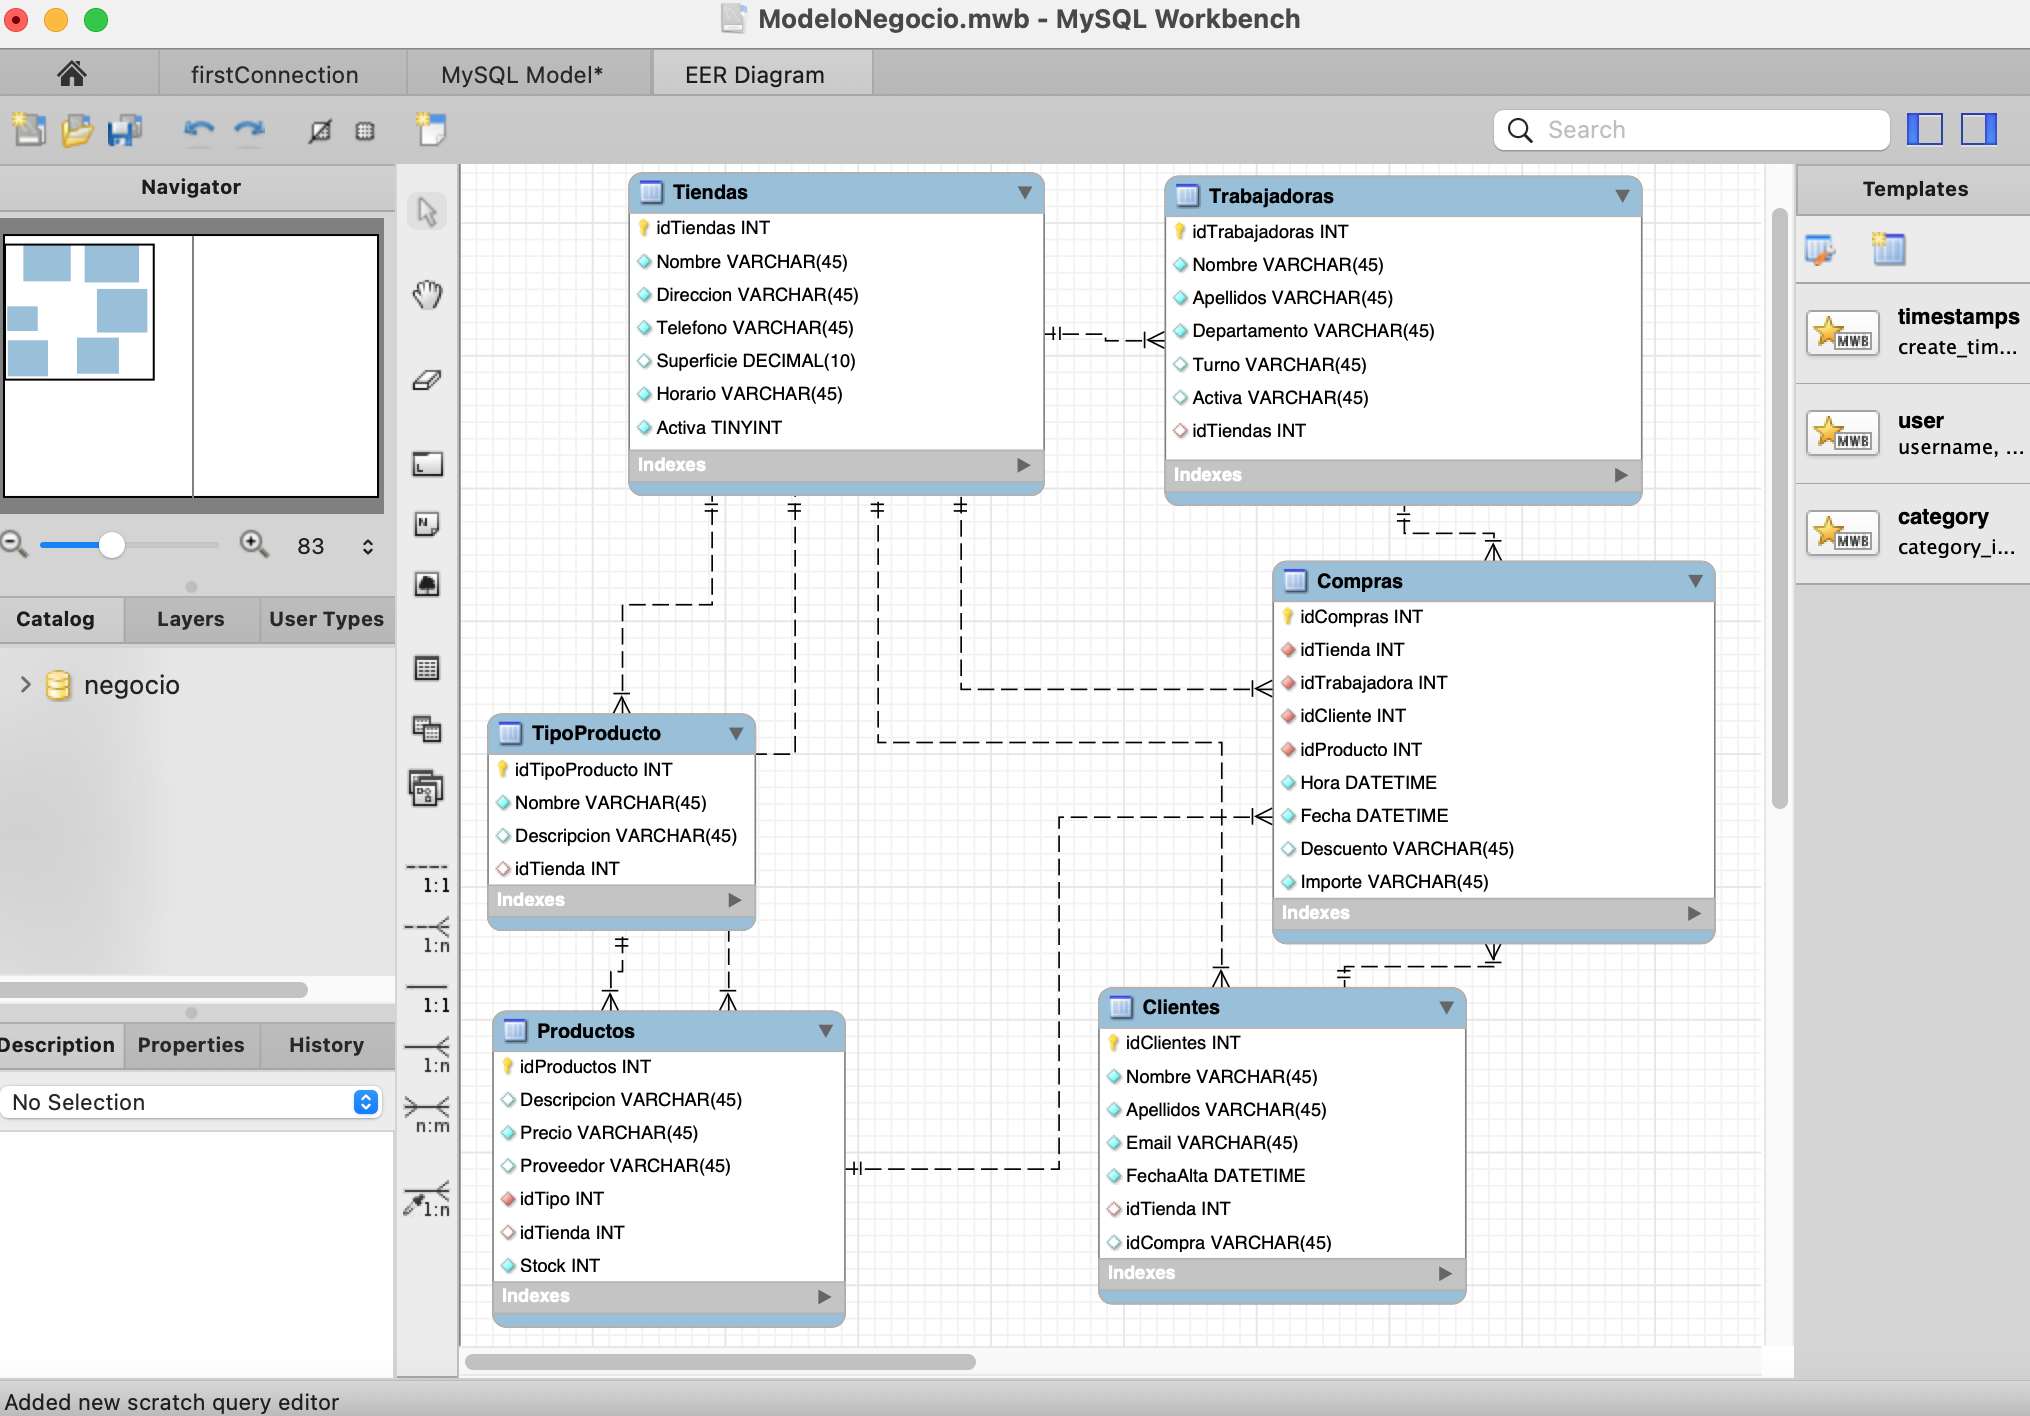 ModeloNegocio.mwb - MySQL Workbench
firstConnection
MySQL Model*
EER Diagram
Search
Navigator
83
Catalog
Layers
User Types
negocio
Description
Properties
History
No Selection
1:1
1:n
1:1
1:n
n:m
1:n
Tiendas
idTiendas INT
Nombre VARCHAR(45)
Direccion VARCHAR(45)
Telefono VARCHAR(45)
Superficie DECIMAL(10)
Horario VARCHAR(45)
Activa TINYINT
Indexes
Trabajadoras
idTrabajadoras INT
Nombre VARCHAR(45)
Apellidos VARCHAR(45)
Departamento VARCHAR(45)
Turno VARCHAR(45)
Activa VARCHAR(45)
idTiendas INT
Indexes
Compras
idCompras INT
idTienda INT
idTrabajadora INT
idCliente INT
idProducto INT
Hora DATETIME
Fecha DATETIME
Descuento VARCHAR(45)
Importe VARCHAR(45)
Indexes
TipoProducto
idTipoProducto INT
Nombre VARCHAR(45)
Descripcion VARCHAR(45)
idTienda INT
Indexes
Productos
idProductos INT
Descripcion VARCHAR(45)
Precio VARCHAR(45)
Proveedor VARCHAR(45)
idTipo INT
idTienda INT
Stock INT
Indexes
Clientes
idClientes INT
Nombre VARCHAR(45)
Apellidos VARCHAR(45)
Email VARCHAR(45)
FechaAlta DATETIME
idTienda INT
idCompra VARCHAR(45)
Indexes
Templates
MWB
timestamps
create_tim...
MWB
user
username, ...
MWB
category
category_i...
Added new scratch query editor